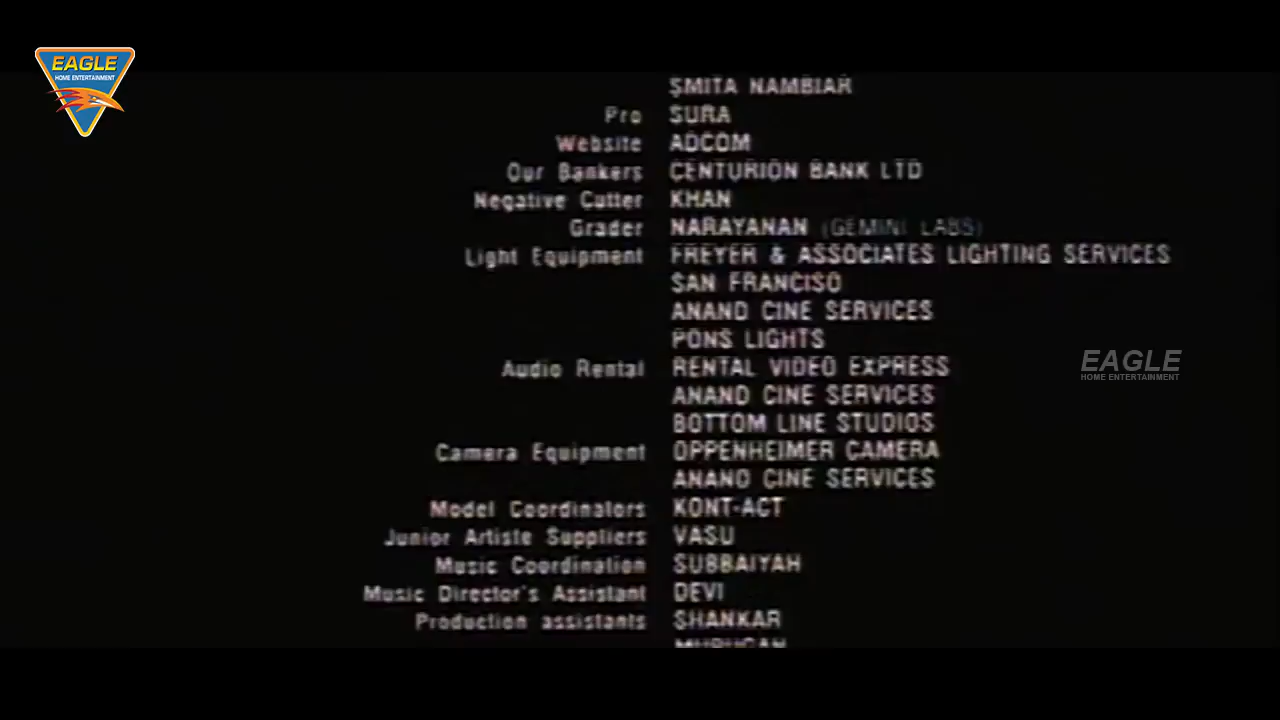 EAGLE
HOME ENTERTAINMENT
SMITA NAMBIAR
Pro SURA
Website ADCOM
Our Bankers CENTURION BANK LTD
Negative Cutter KHAN
Grader NARAYANAN (GEMINI LABS)
Light Equipment FREYER & ASSOCIATES LIGHTING SERVICES
SAN FRANCISO
ANAND CINE SERVICES
PONS LIGHTS
EAGLE
HOME ENTERTAINMENT
Audio Rental RENTAL VIDEO EXPRESS
ANAND CINE SERVICES
BOTTOM LINE STUDIOS
Camera Equipment OPPENHEIMER CAMERA
ANAND CINE SERVICES
Model Coordinators KONT-ACT
Junior Artiste Suppliers VASU
Music Coordination SUBBAIYAH
Music Director's Assistant DEVI
Production assistants SHANKAR